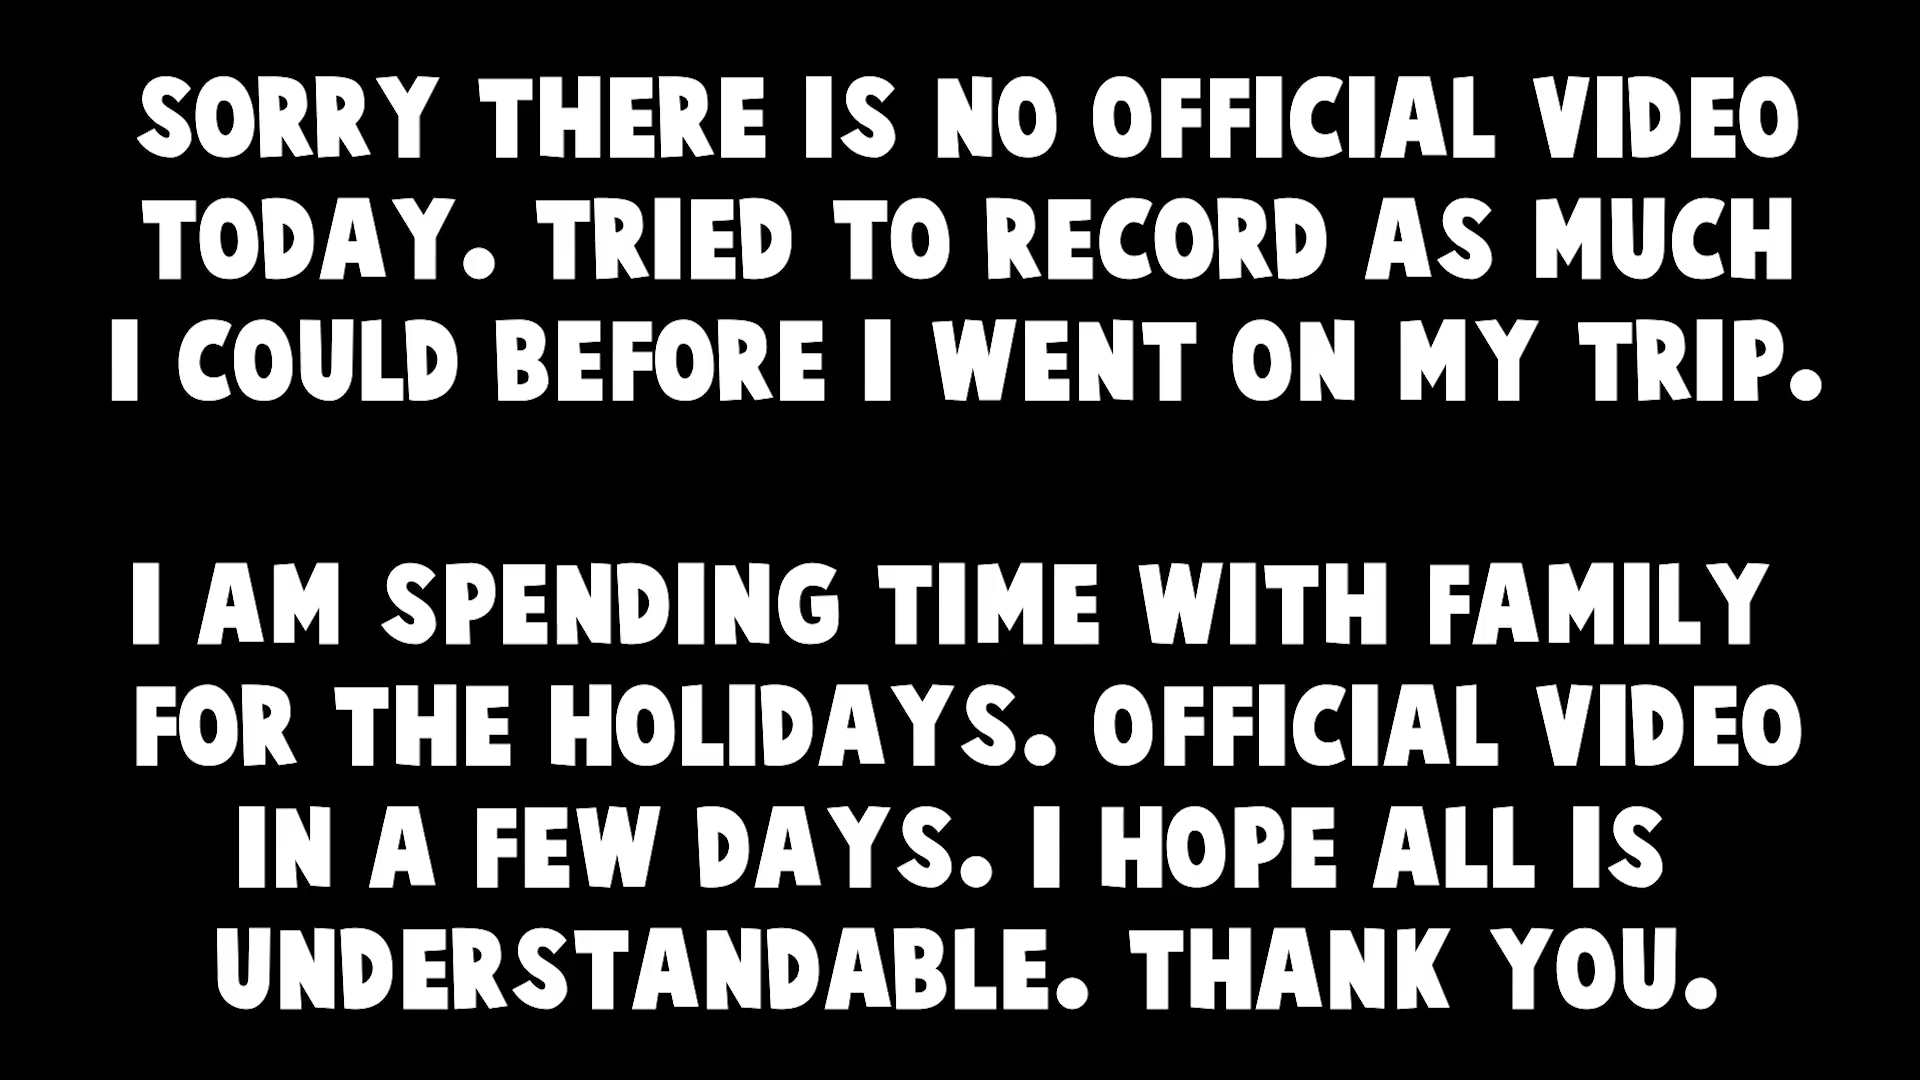 SORRY THERE IS NO OFFICIAL VIDEO
TODAY. TRIED TO RECORD AS MUCH
I COULD BEFORE I WENT ON MY TRIP.
I AM SPENDING TIME WITH FAMILY
FOR THE HOLIDAYS. OFFICIAL VIDEO
IN A FEW DAYS. I HOPE ALL IS
UNDERSTANDABLE. THANK YOU.